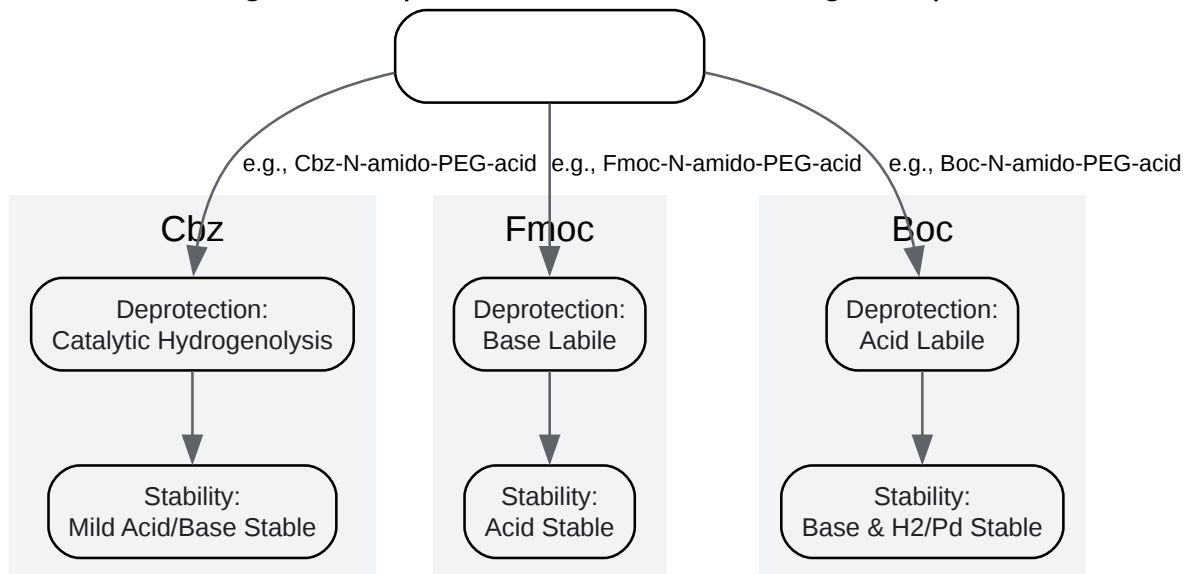 e.g., Cbz-N-amido-PEG-acid
e.g., Fmoc-N-amido-PEG-acid
e.g., Boc-N-amido-PEG-acid
Cbz
Deprotection:
Catalytic Hydrogenolysis
Stability:
Mild Acid/Base Stable
Fmoc
Deprotection:
Base Labile
Stability:
Acid Stable
Boc
Deprotection:
Acid Labile
Stability:
Base & H2/Pd Stable